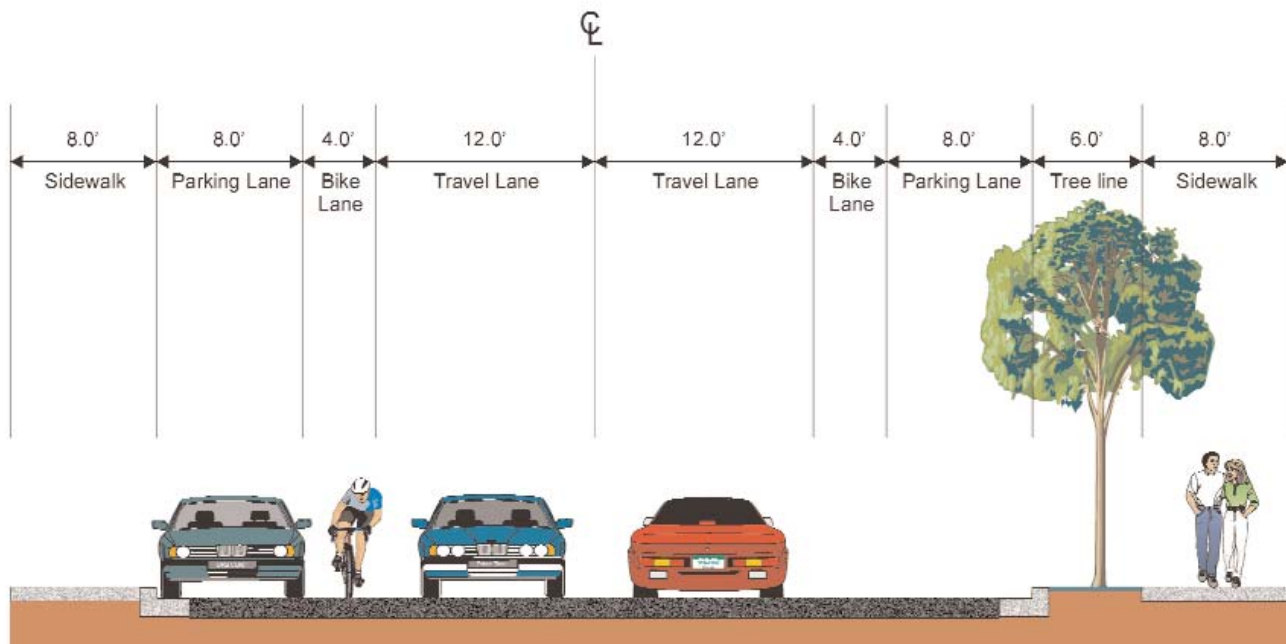 ℄
8.0' 8.0' 4.0' 12.0' 12.0' 4.0' 8.0' 6.0' 8.0'
Sidewalk Parking Lane Bike Travel Lane Travel Lane Bike Parking Lane Tree line Sidewalk
Lane Lane